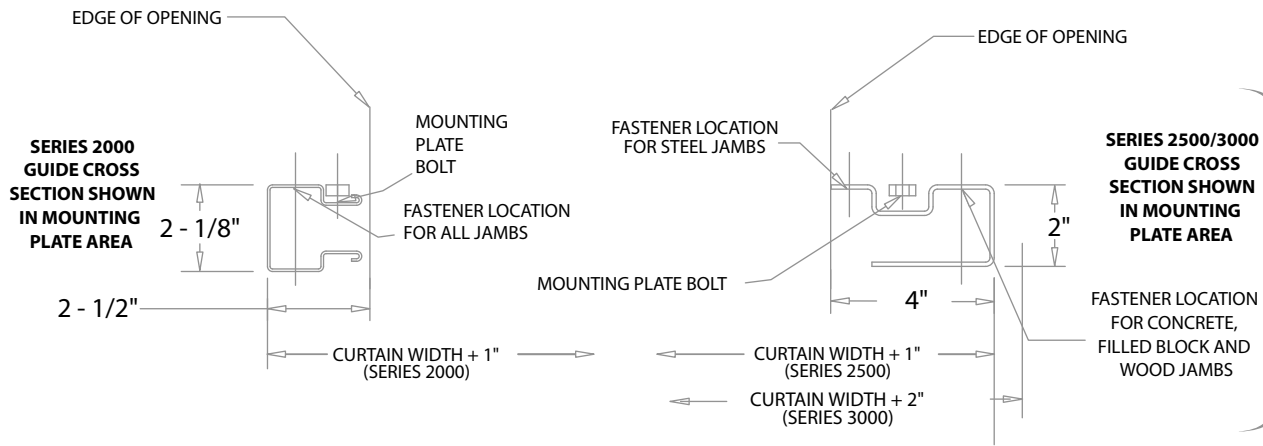 EDGE OF OPENING
SERIES 2000
GUIDE CROSS
SECTION SHOWN
IN MOUNTING
PLATE AREA
MOUNTING
PLATE
BOLT
2 - 1/8"
FASTENER LOCATION
FOR ALL JAMBS
2 - 1/2"
CURTAIN WIDTH + 1"
(SERIES 2000)
EDGE OF OPENING
FASTENER LOCATION
FOR STEEL JAMBS
SERIES 2500/3000
GUIDE CROSS
SECTION SHOWN
IN MOUNTING
PLATE AREA
2"
MOUNTING PLATE BOLT
4"
FASTENER LOCATION
FOR CONCRETE,
FILLED BLOCK AND
WOOD JAMBS
CURTAIN WIDTH + 1"
(SERIES 2500)
CURTAIN WIDTH + 2"
(SERIES 3000)